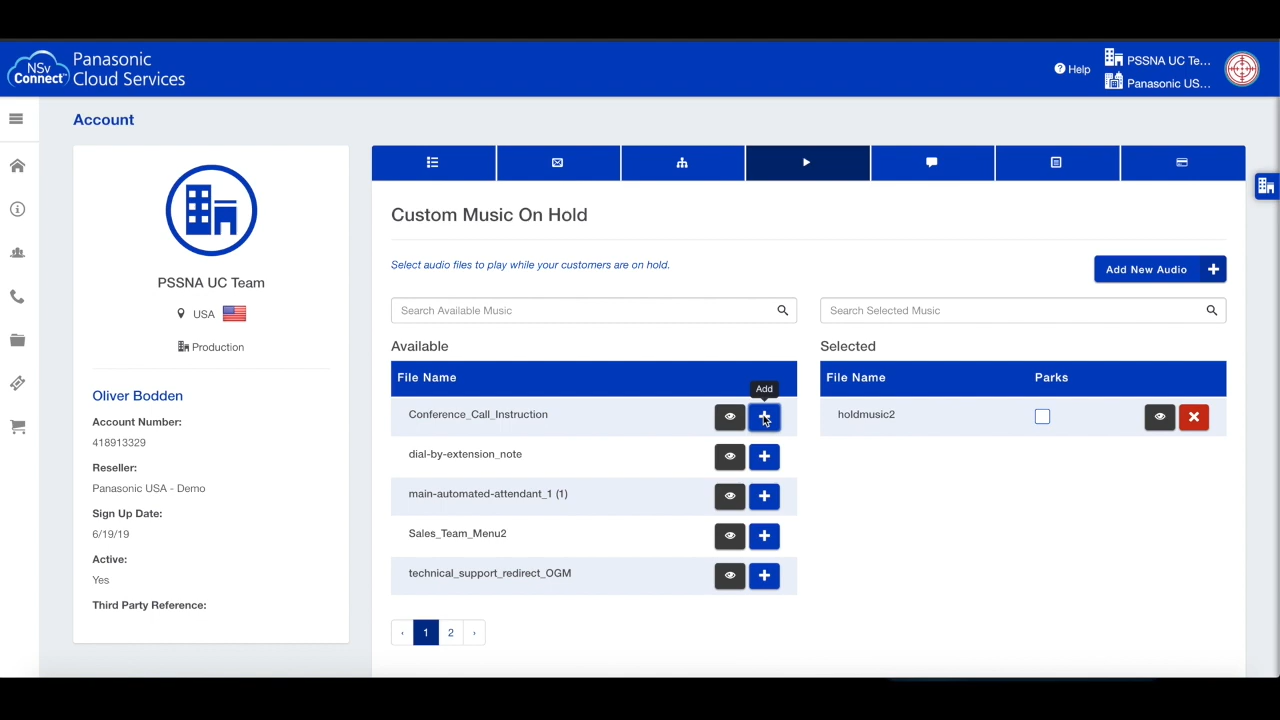 NSv
Connect™
Panasonic
Cloud Services
Help
PSSNA UC Te...
Panasonic US...
Account
PSSNA UC Team
USA
Production
Oliver Bodden
Account Number:
418913329
Reseller:
Panasonic USA - Demo
Sign Up Date:
6/19/19
Active:
Yes
Third Party Reference:
Custom Music On Hold
Select audio files to play while your customers are on hold.
Add New Audio
Search Available Music
Search Selected Music
Available
File Name
Add
Conference_Call_Instruction
dial-by-extension_note
main-automated-attendant_1 (1)
Sales_Team_Menu2
technical_support_redirect_OGM
‹ 1 2 ›
Selected
File Name Parks
holdmusic2